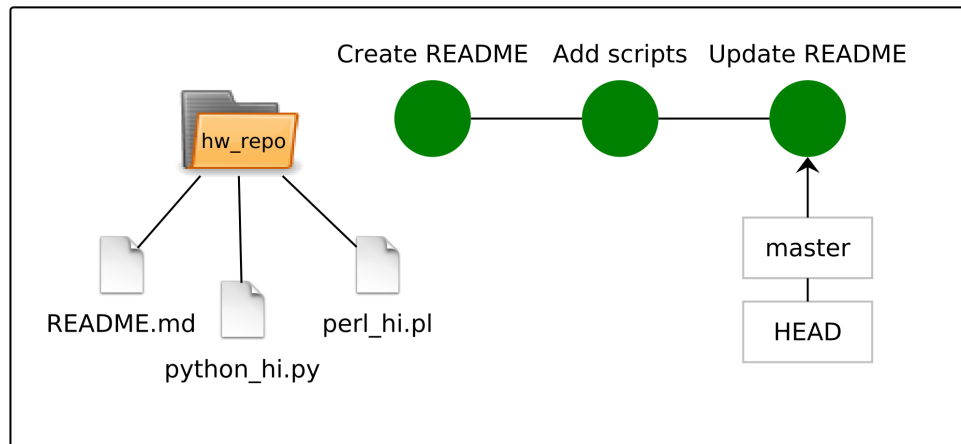 Create README
Add scripts
Update README
hw_repo
master
README.md
perl_hi.pl
HEAD
python_hi.py